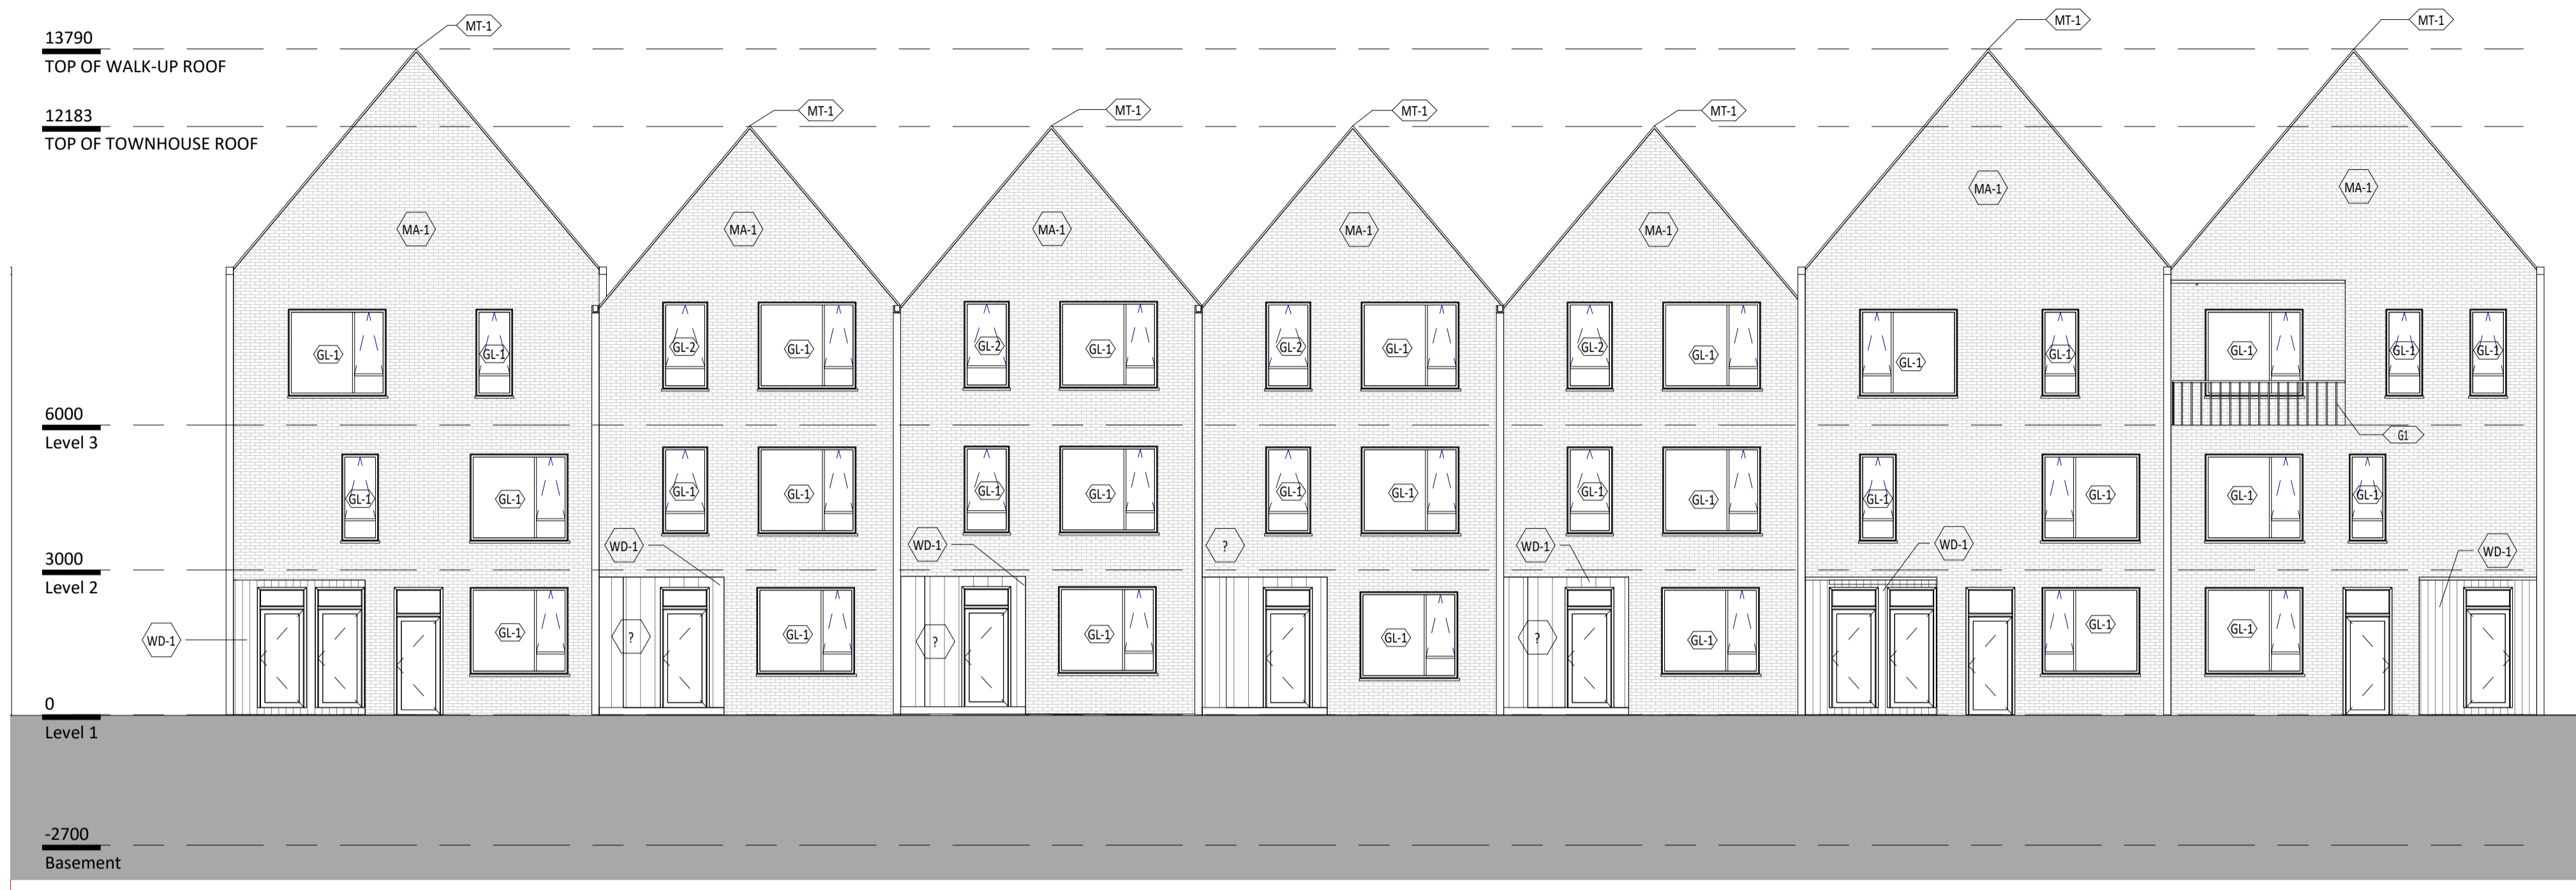 MT-1
MT-1
MT-1
13790
TOP OF WALK-UP ROOF
MT-1
MT-1
MT-1
MT-1
12183
TOP OF TOWNHOUSE ROOF
MA-1
MA-1
MA-1
MA-1
MA-1
MA-1
MA-1
GL-1
GL-1
GL-2
GL-1
GL-2
GL-1
GL-2
GL-1
GL-2
GL-1
GL-1
GL-1
GL-1
GL-1
GL-1
6000
Level 3
G1
GL-1
GL-1
GL-1
GL-1
GL-1
GL-1
GL-1
GL-1
GL-1
GL-1
GL-1
GL-1
GL-1
GL-1
WD-1
WD-1
?
WD-1
WD-1
WD-1
3000
Level 2
WD-1
GL-1
?
GL-1
?
GL-1
GL-1
?
GL-1
GL-1
GL-1
0
Level 1
-2700
Basement